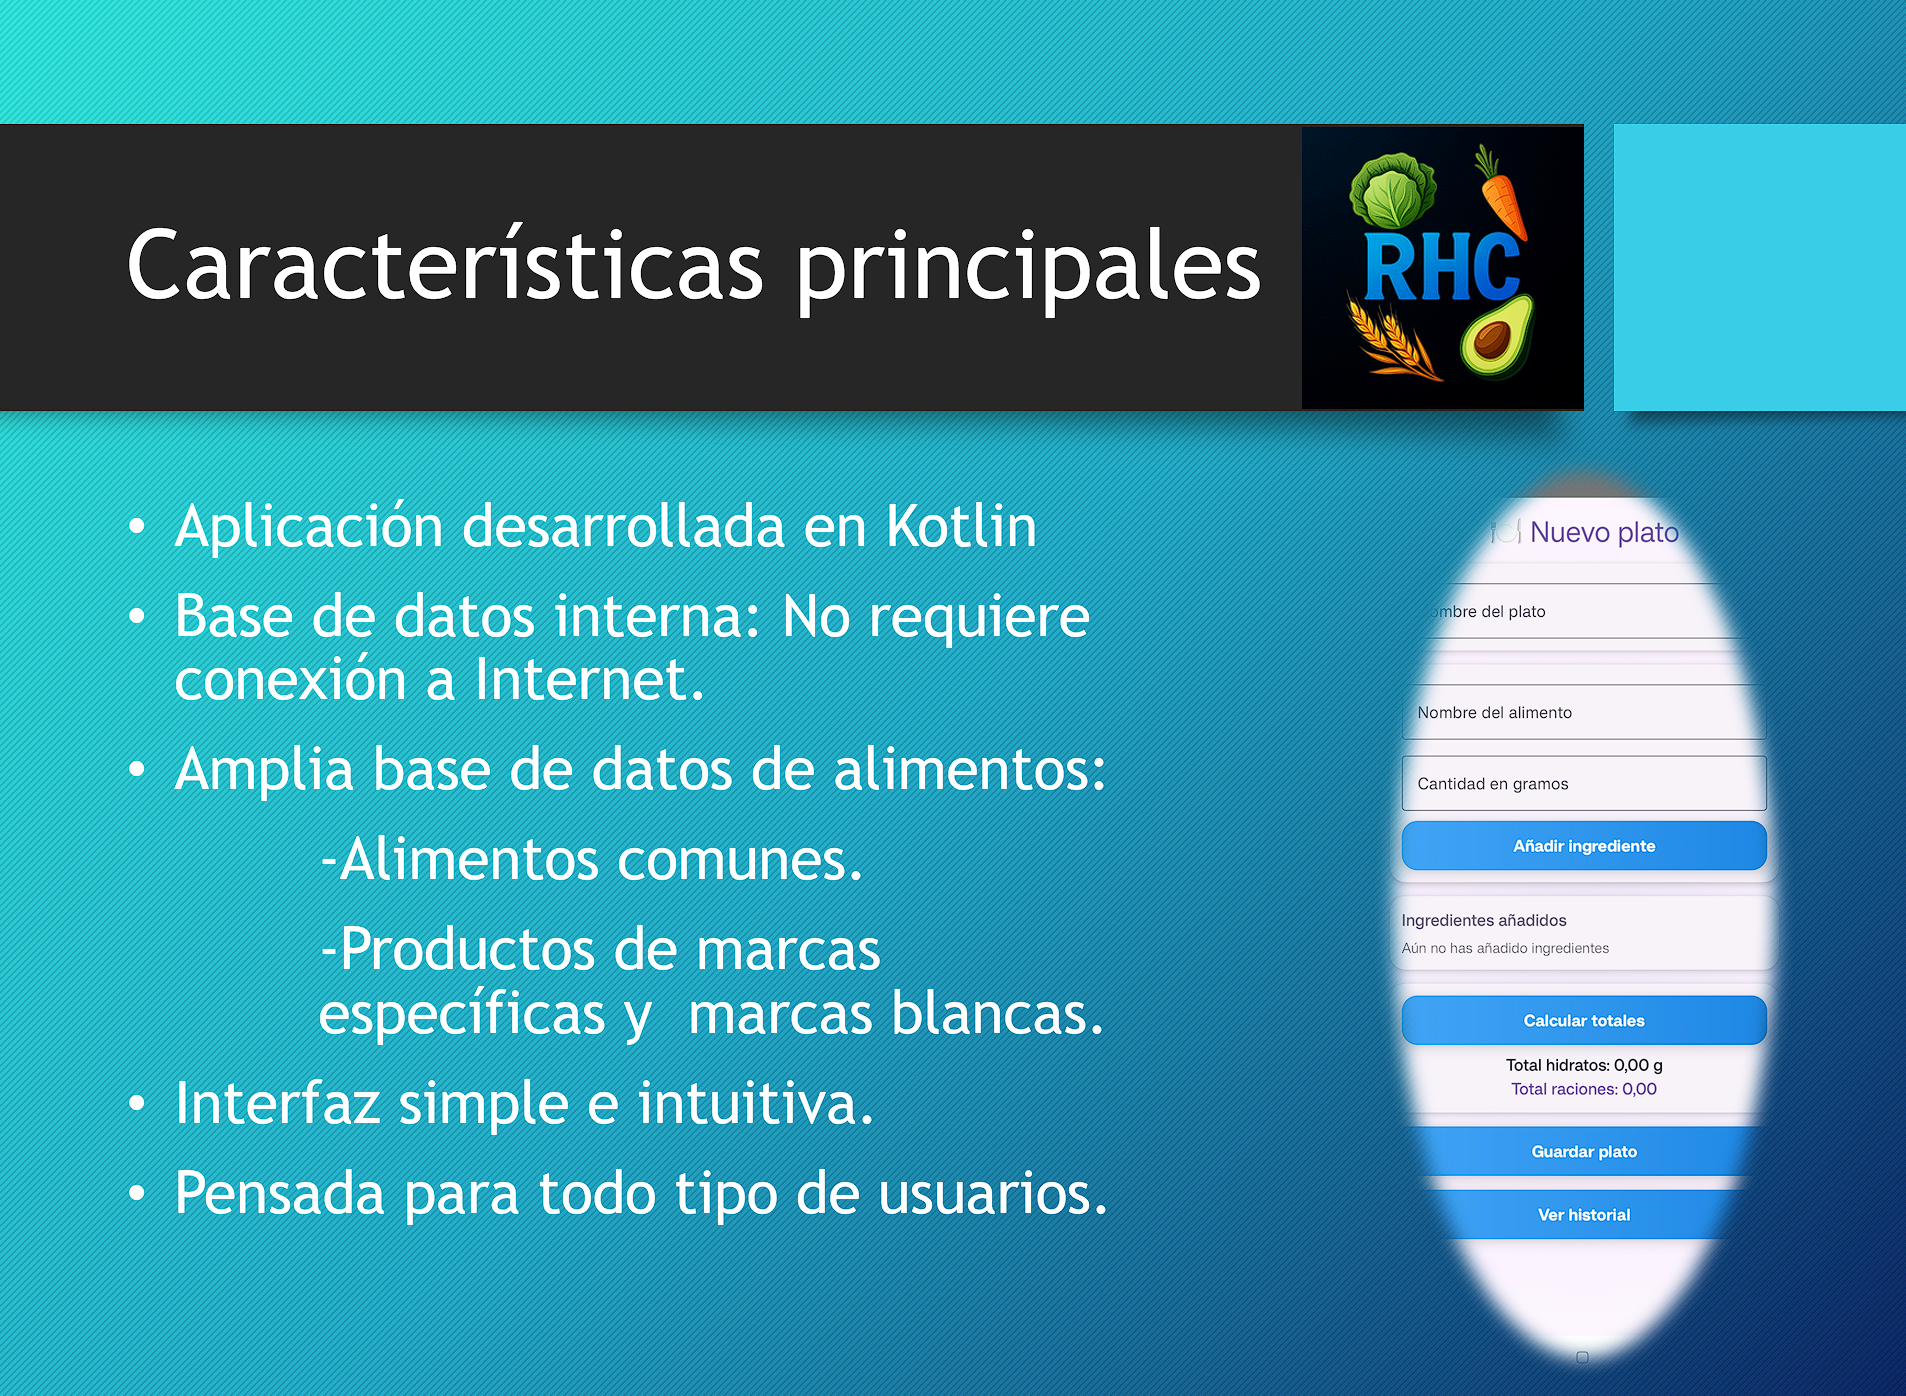 Características principales
RHC
• Aplicación desarrollada en Kotlin
• Base de datos interna: No requiere
conexión a Internet.
• Amplia base de datos de alimentos:
-Alimentos comunes.
-Productos de marcas
específicas y  marcas blancas.
• Interfaz simple e intuitiva.
• Pensada para todo tipo de usuarios.
Nuevo plato
ombre del plato
Nombre del alimento
Cantidad en gramos
Añadir ingrediente
Ingredientes añadidos
Aún no has añadido ingredientes
Calcular totales
Total hidratos: 0,00 g
Total raciones: 0,00
Guardar plato
Ver historial